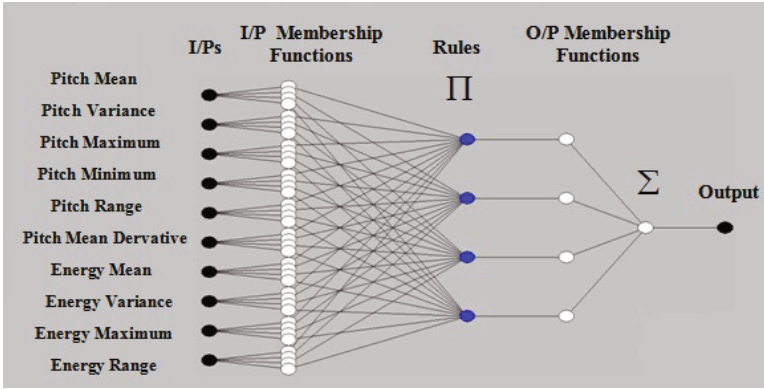 I/Ps
I/P Membership
Functions
Rules
O/P Membership
Functions
Π
Σ
Output
Pitch Mean
Pitch Variance
Pitch Maximum
Pitch Minimum
Pitch Range
Pitch Mean Dervative
Energy Mean
Energy Variance
Energy Maximum
Energy Range